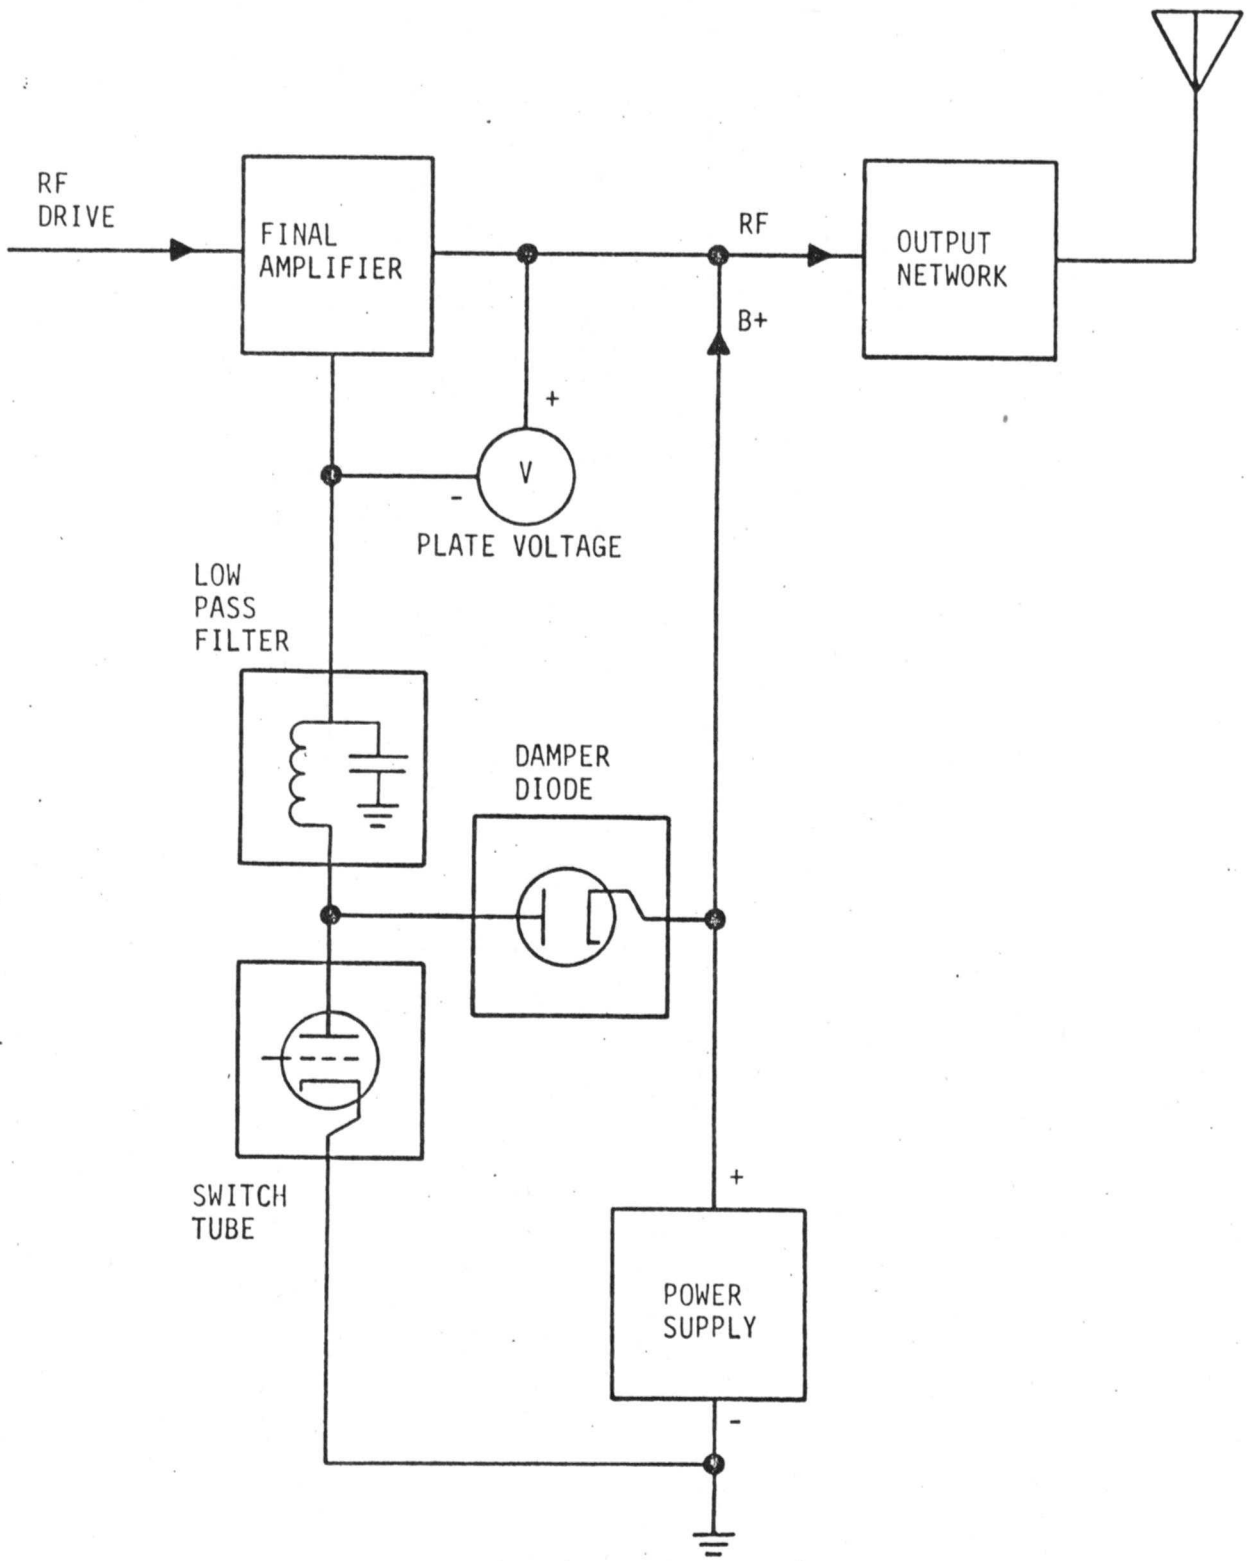 RF
DRIVE
FINAL
AMPLIFIER
RF
OUTPUT
NETWORK
B+
+
V
-
PLATE VOLTAGE
LOW
PASS
FILTER
DAMPER
DIODE
SWITCH
TUBE
+
POWER
SUPPLY
-